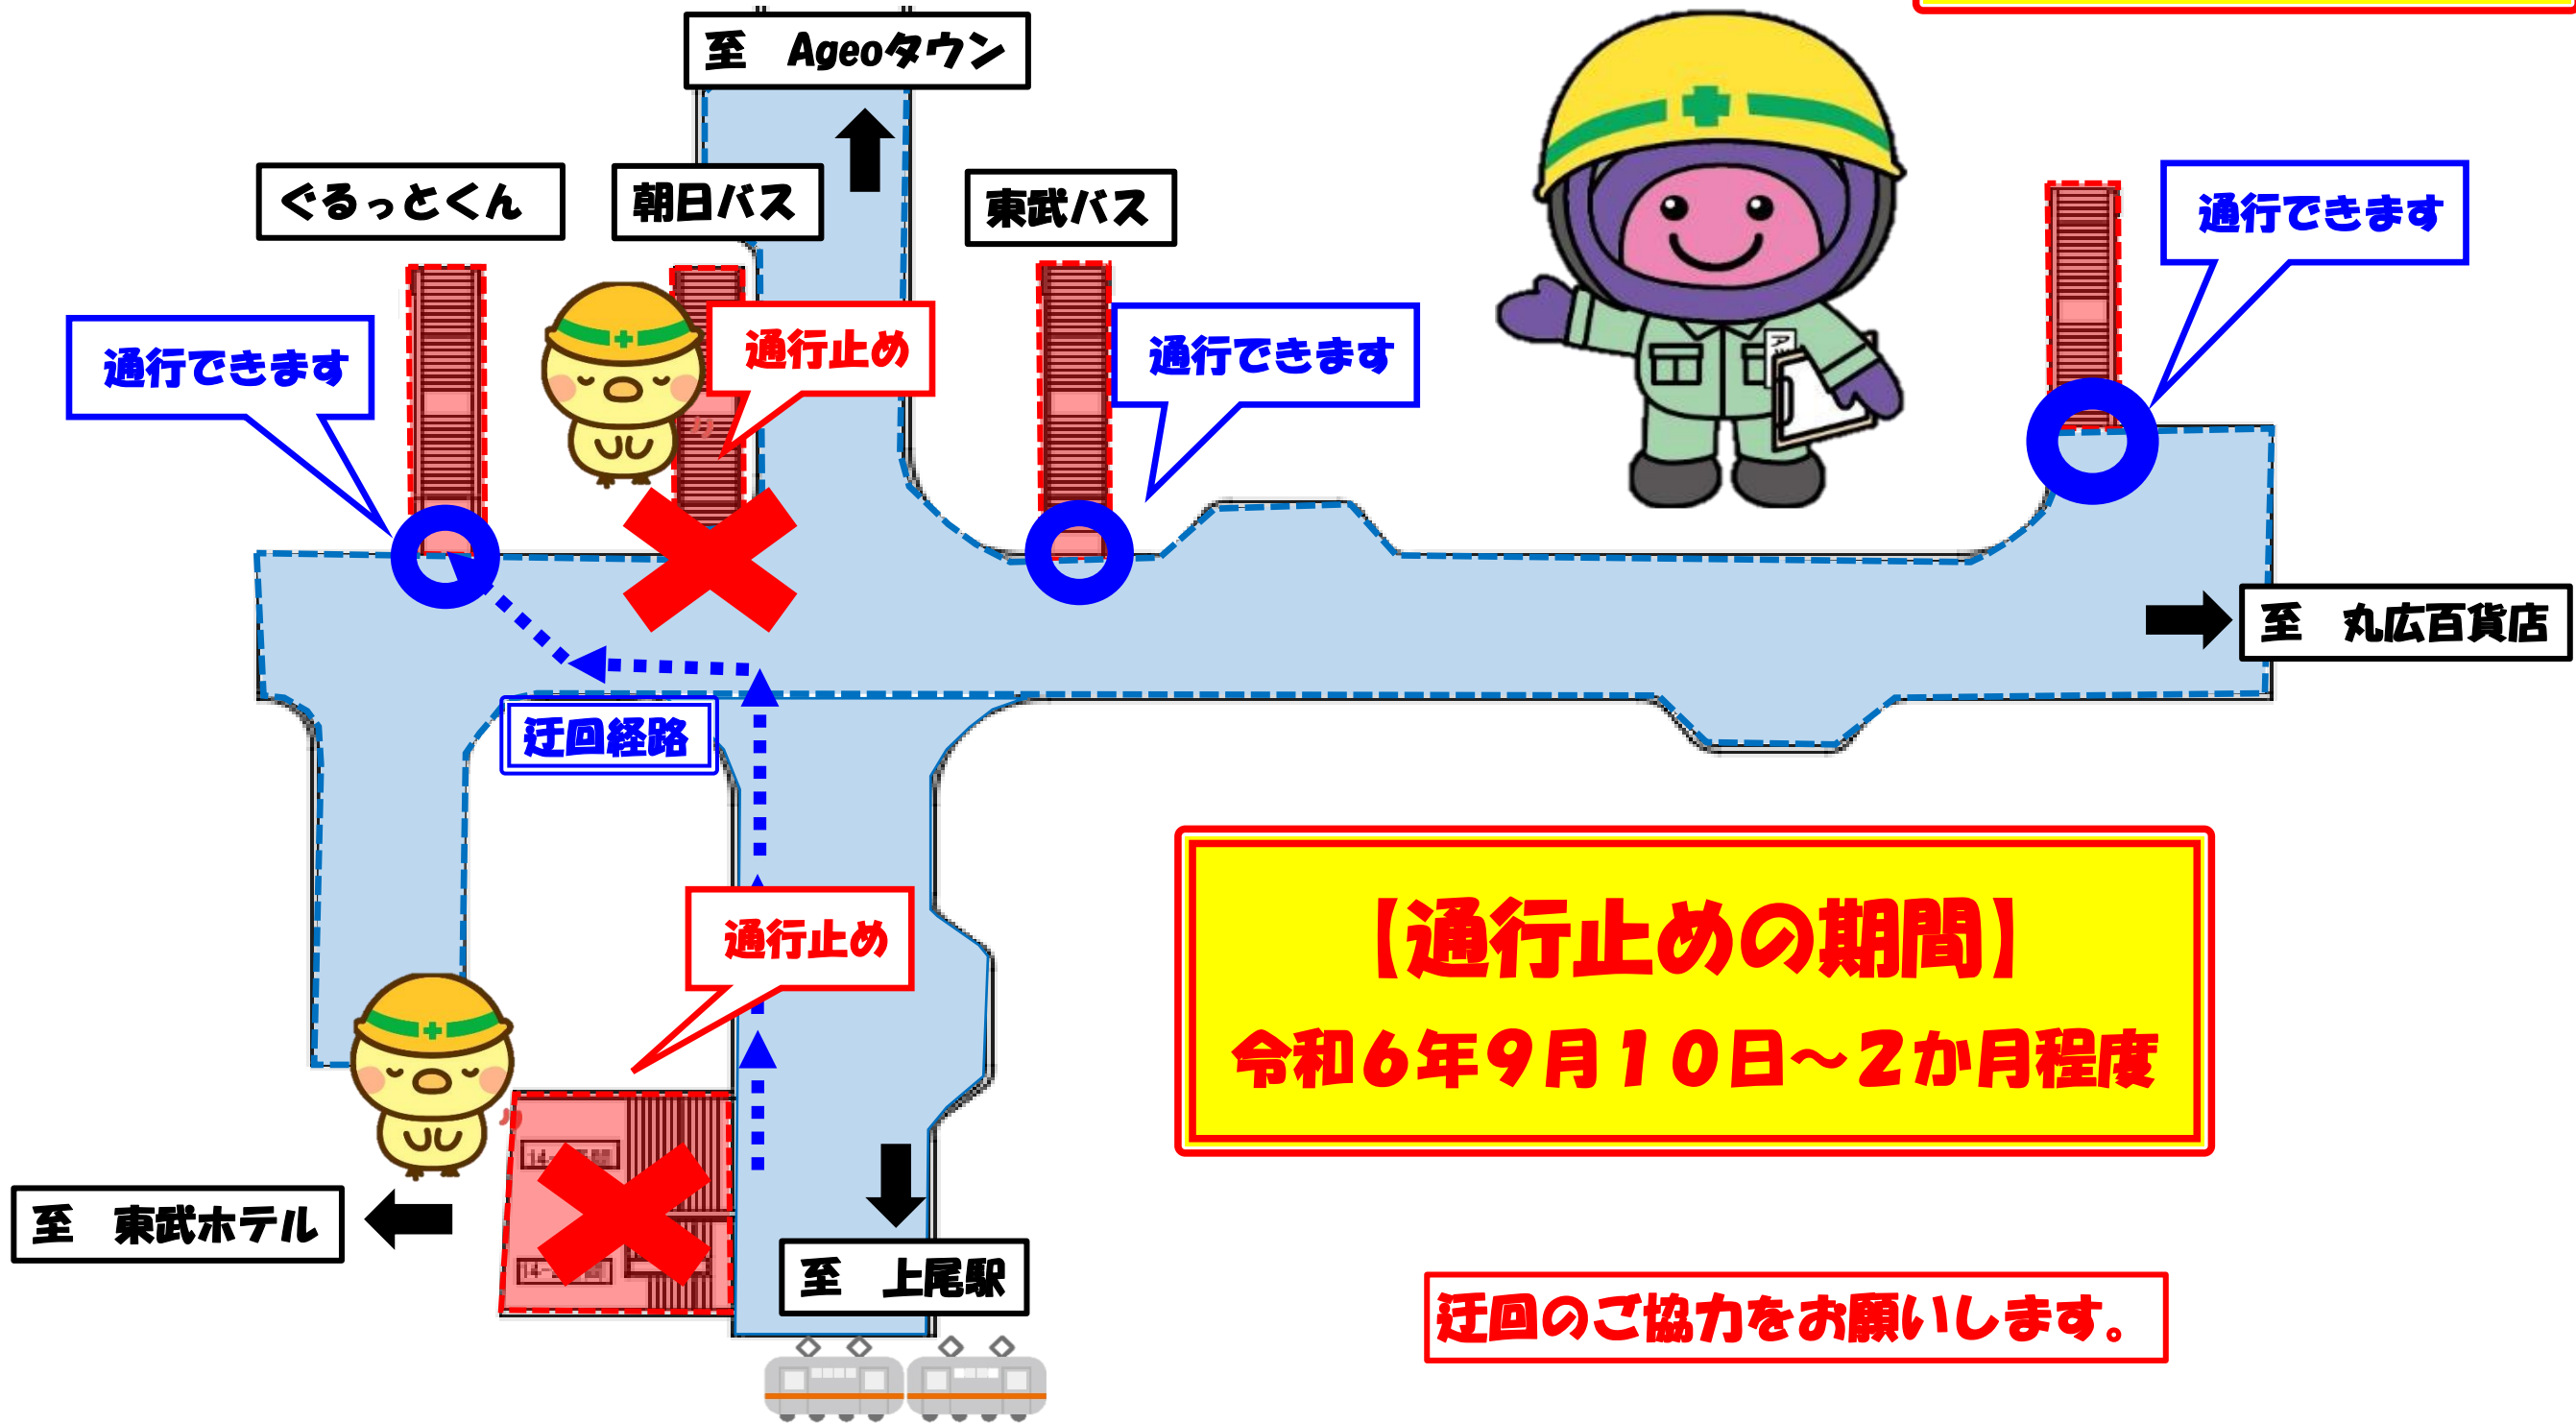 至　Ageoタウン
ぐるっとくん
朝日バス
東武バス
通行できます
通行できます
通行止め
通行できます
至　丸広百貨店
迂回経路
通行止め
【通行止めの期間】
令和６年９月１０日～２か月程度
至　東武ホテル
至　上尾駅
迂回のご協力をお願いします。